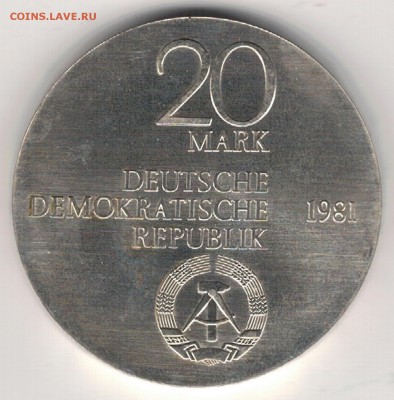 COINS.LAVE.RU
20
MARK
DEUTSCHE
DEMOKRATISCHE 1981
REPUBLIK